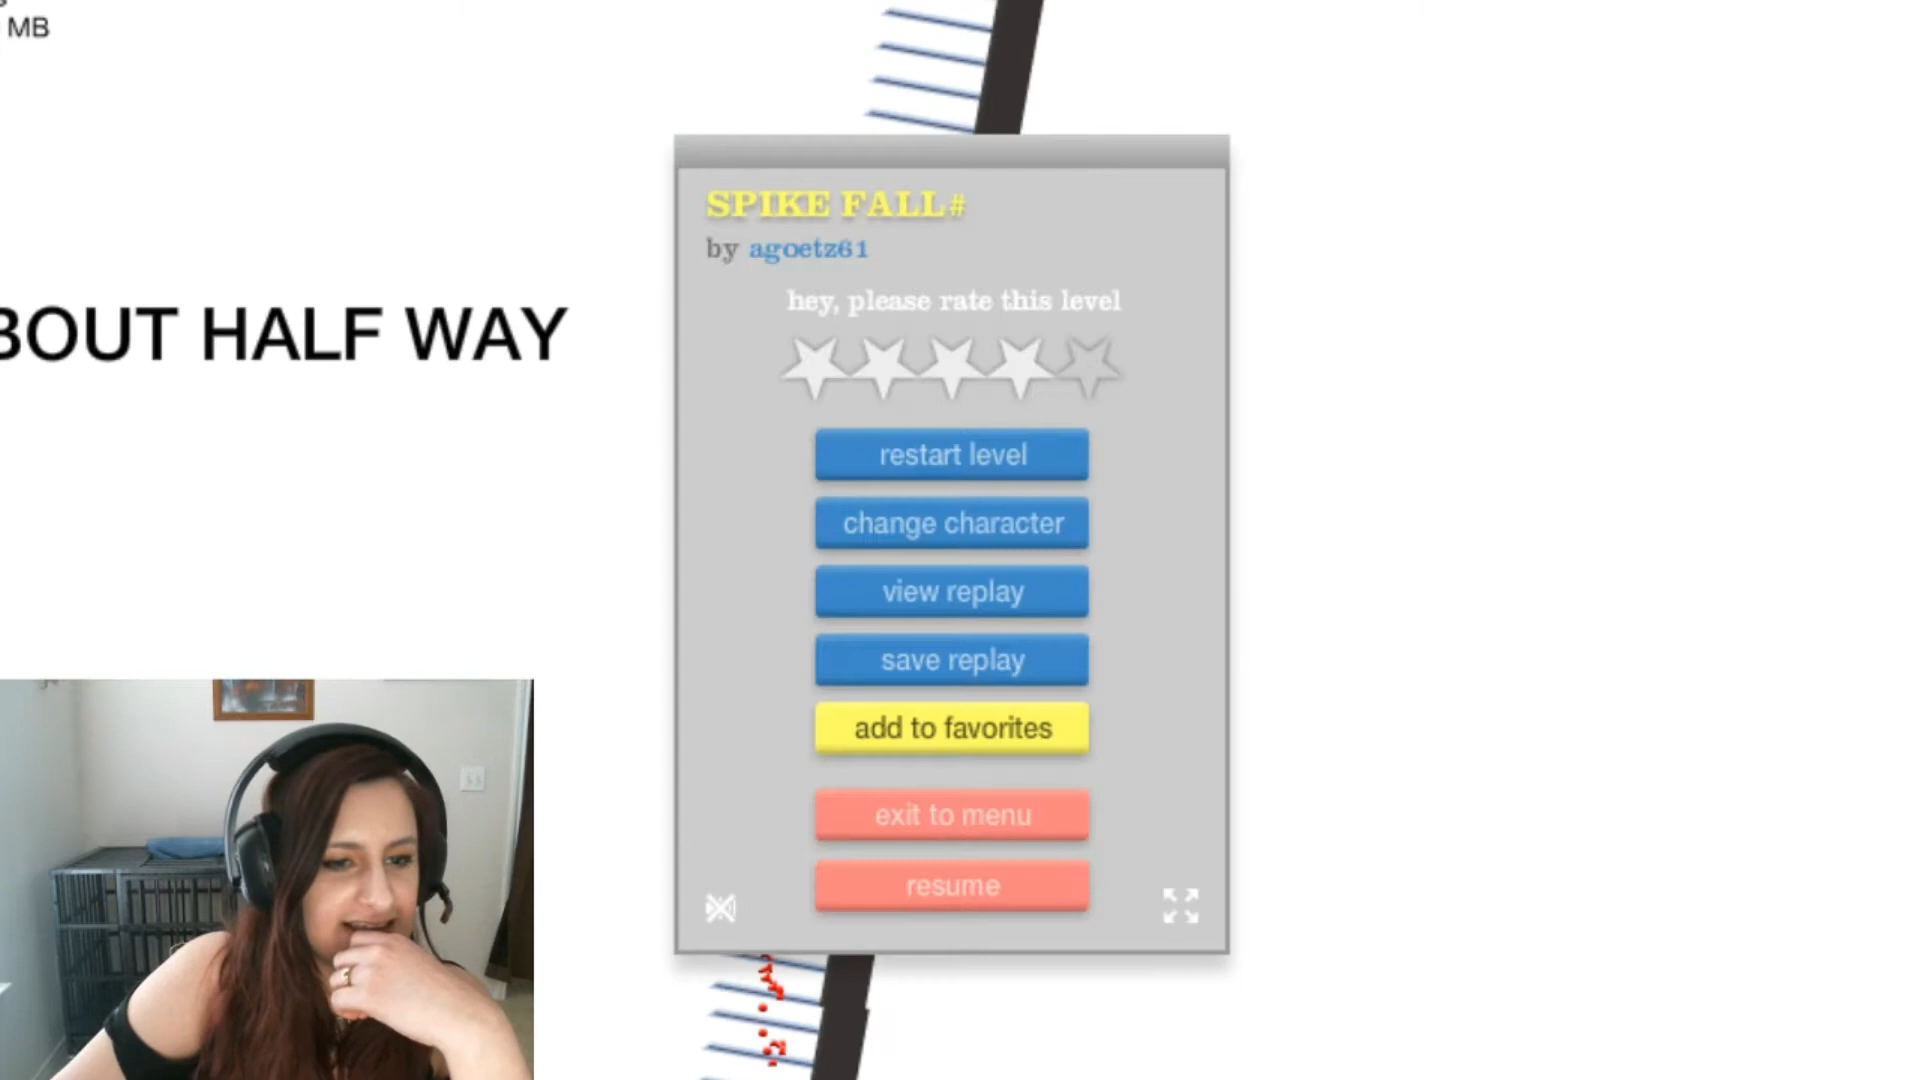 MB
SPIKE FALL#
by agoetz61
hey, please rate this level
BOUT HALF WAY
restart level
change character
view replay
save replay
add to favorites
exit to menu
resume